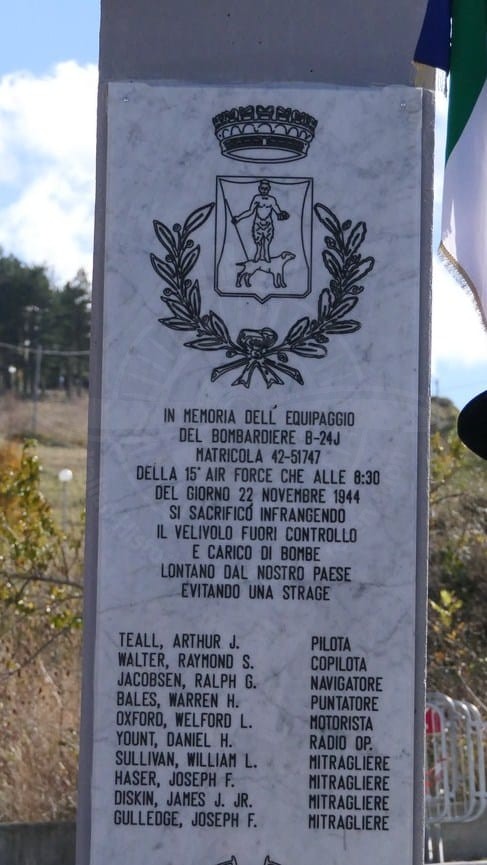 IN MEMORIA DELL' EQUIPAGGIO
DEL BOMBARDIERE B-24J
MATRICOLA 42-51747
DELLA 15° AIR FORCE CHE ALLE 8:30
DEL GIORNO 22 NOVEMBRE 1944
SI SACRIFICÒ INFRANGENDO
IL VELIVOLO FUORI CONTROLLO
E CARICO DI BOMBE
LONTANO DAL NOSTRO PAESE
EVITANDO UNA STRAGE
TEALL, ARTHUR J. PILOTA
WALTER, RAYMOND S. COPILOTA
JACOBSEN, RALPH G. NAVIGATORE
BALES, WARREN H. PUNTATORE
OXFORD, WELFORD L. MOTORISTA
YOUNT, DANIEL H. RADIO OP.
SULLIVAN, WILLIAM L. MITRAGLIERE
HASER, JOSEPH F. MITRAGLIERE
DISKIN, JAMES J. JR. MITRAGLIERE
GULLEDGE, JOSEPH F. MITRAGLIERE